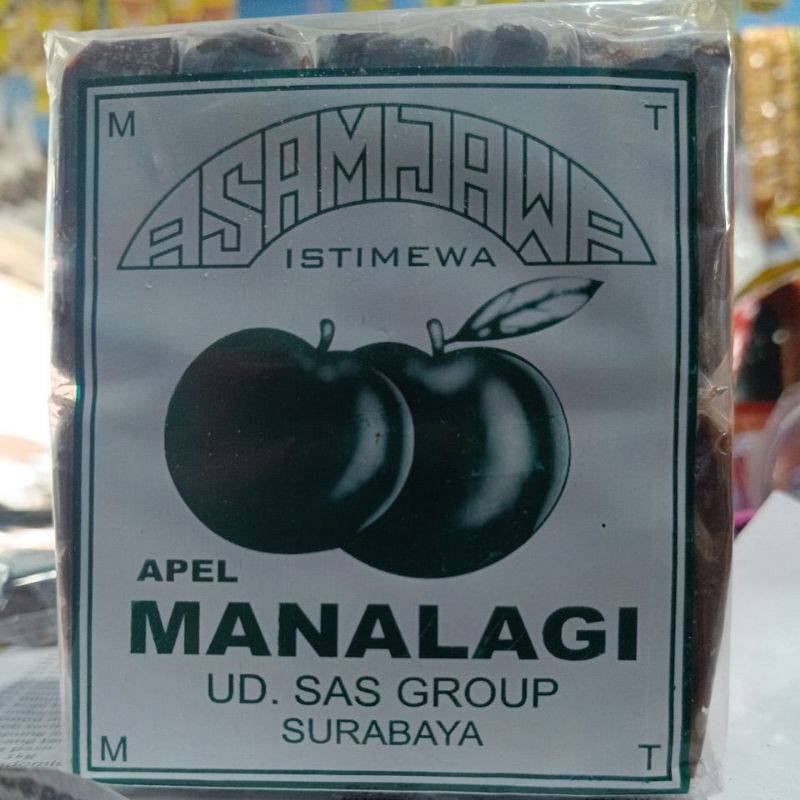 M T
ASAMJAWA
ISTIMEWA
APEL
MANALAGI
UD. SAS GROUP
SURABAYA
M T